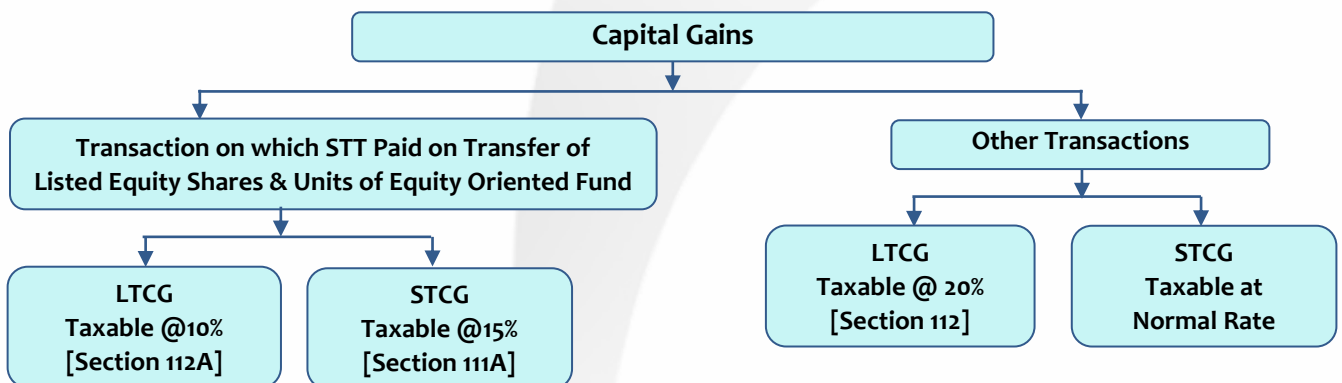 Capital Gains
Transaction on which STT Paid on Transfer of
Listed Equity Shares & Units of Equity Oriented Fund
Other Transactions
LTCG
Taxable @10%
[Section 112A]
STCG
Taxable @15%
[Section 111A]
LTCG
Taxable @ 20%
[Section 112]
STCG
Taxable at
Normal Rate